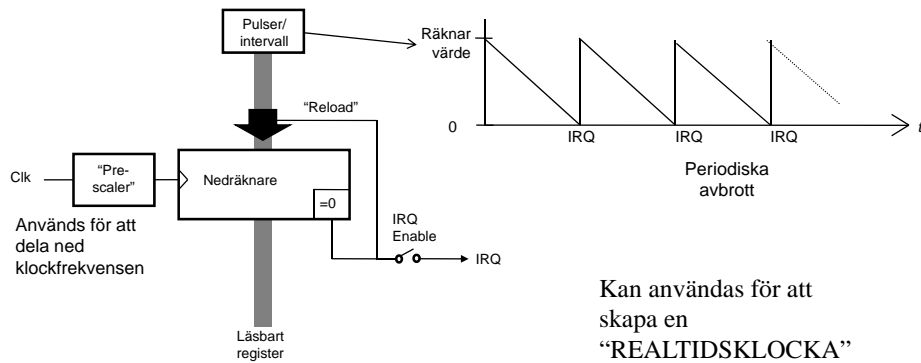 Pulser/
intervall
Räknar
värde
"Reload"
0
IRQ
IRQ
IRQ
t
Periodiska
avbrott
Clk
"Pre-
scaler"
Nedräknare
=0
Används för att
dela ned
klockfrekvensen
IRQ
Enable
IRQ
Läsbart
register
Kan användas för att
skapa en
"REALTIDSKLOCKA"